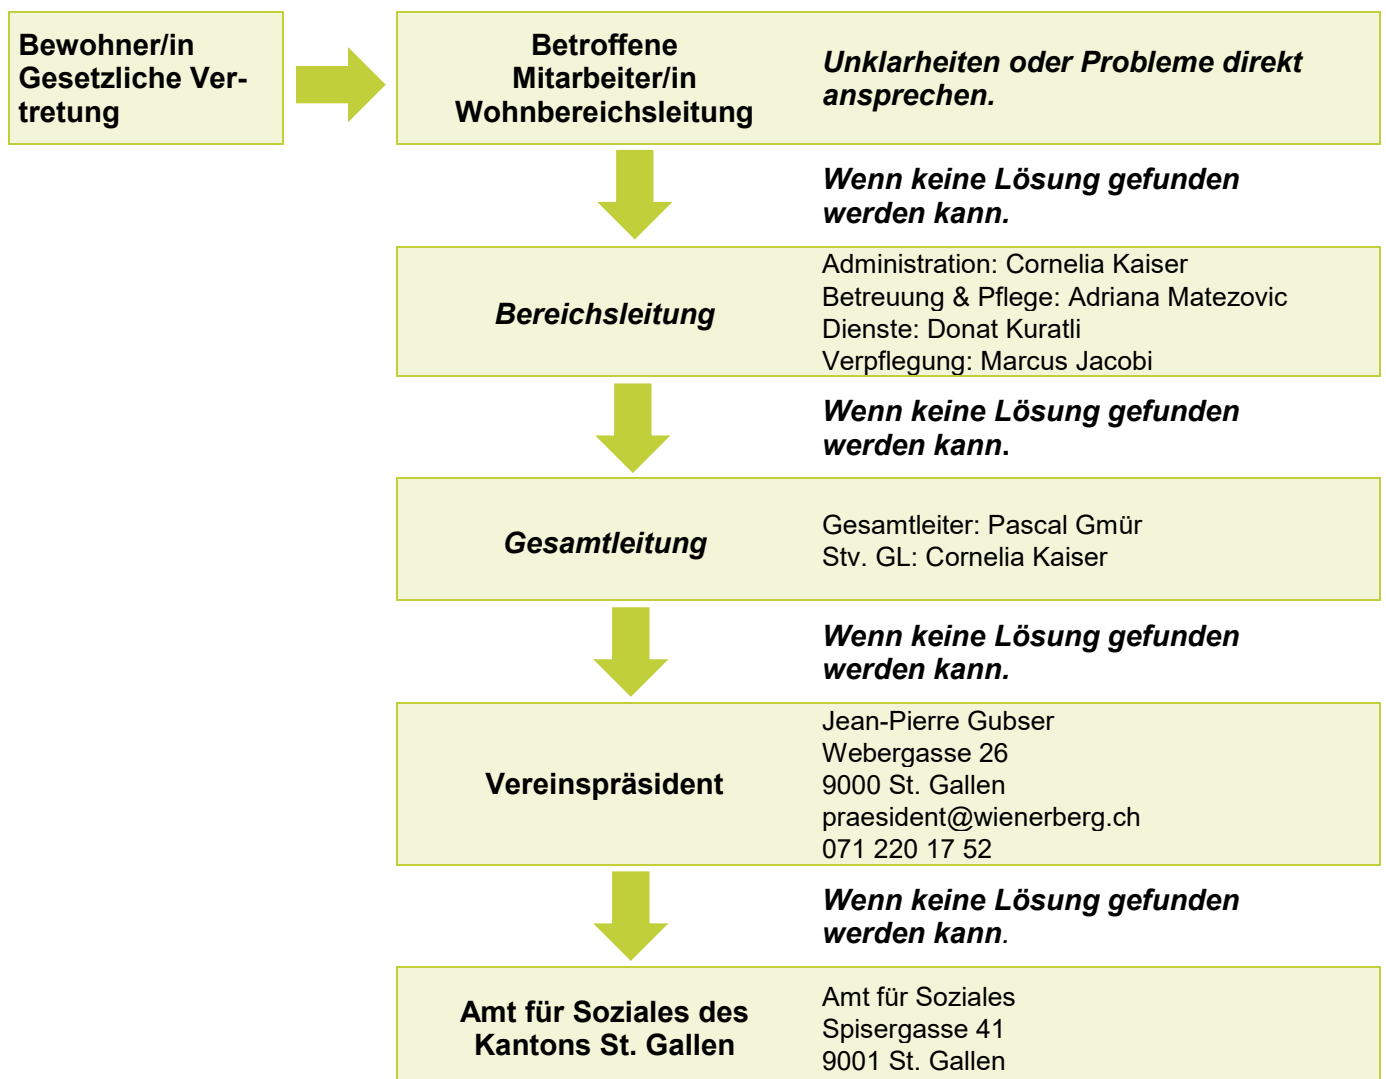 Bewohner/in
Gesetzliche Ver-
tretung
Betroffene
Mitarbeiter/in
Wohnbereichsleitung
Unklarheiten oder Probleme direkt
ansprechen.
Wenn keine Lösung gefunden
werden kann.
Bereichsleitung
Administration: Cornelia Kaiser
Betreuung & Pflege: Adriana Matezovic
Dienste: Donat Kuratli
Verpflegung: Marcus Jacobi
Wenn keine Lösung gefunden
werden kann.
Gesamtleitung
Gesamtleiter: Pascal Gmür
Stv. GL: Cornelia Kaiser
Wenn keine Lösung gefunden
werden kann.
Vereinspräsident
Jean-Pierre Gubser
Webergasse 26
9000 St. Gallen
praesident@wienerberg.ch
071 220 17 52
Wenn keine Lösung gefunden
werden kann.
Amt für Soziales des
Kantons St. Gallen
Amt für Soziales
Spisergasse 41
9001 St. Gallen